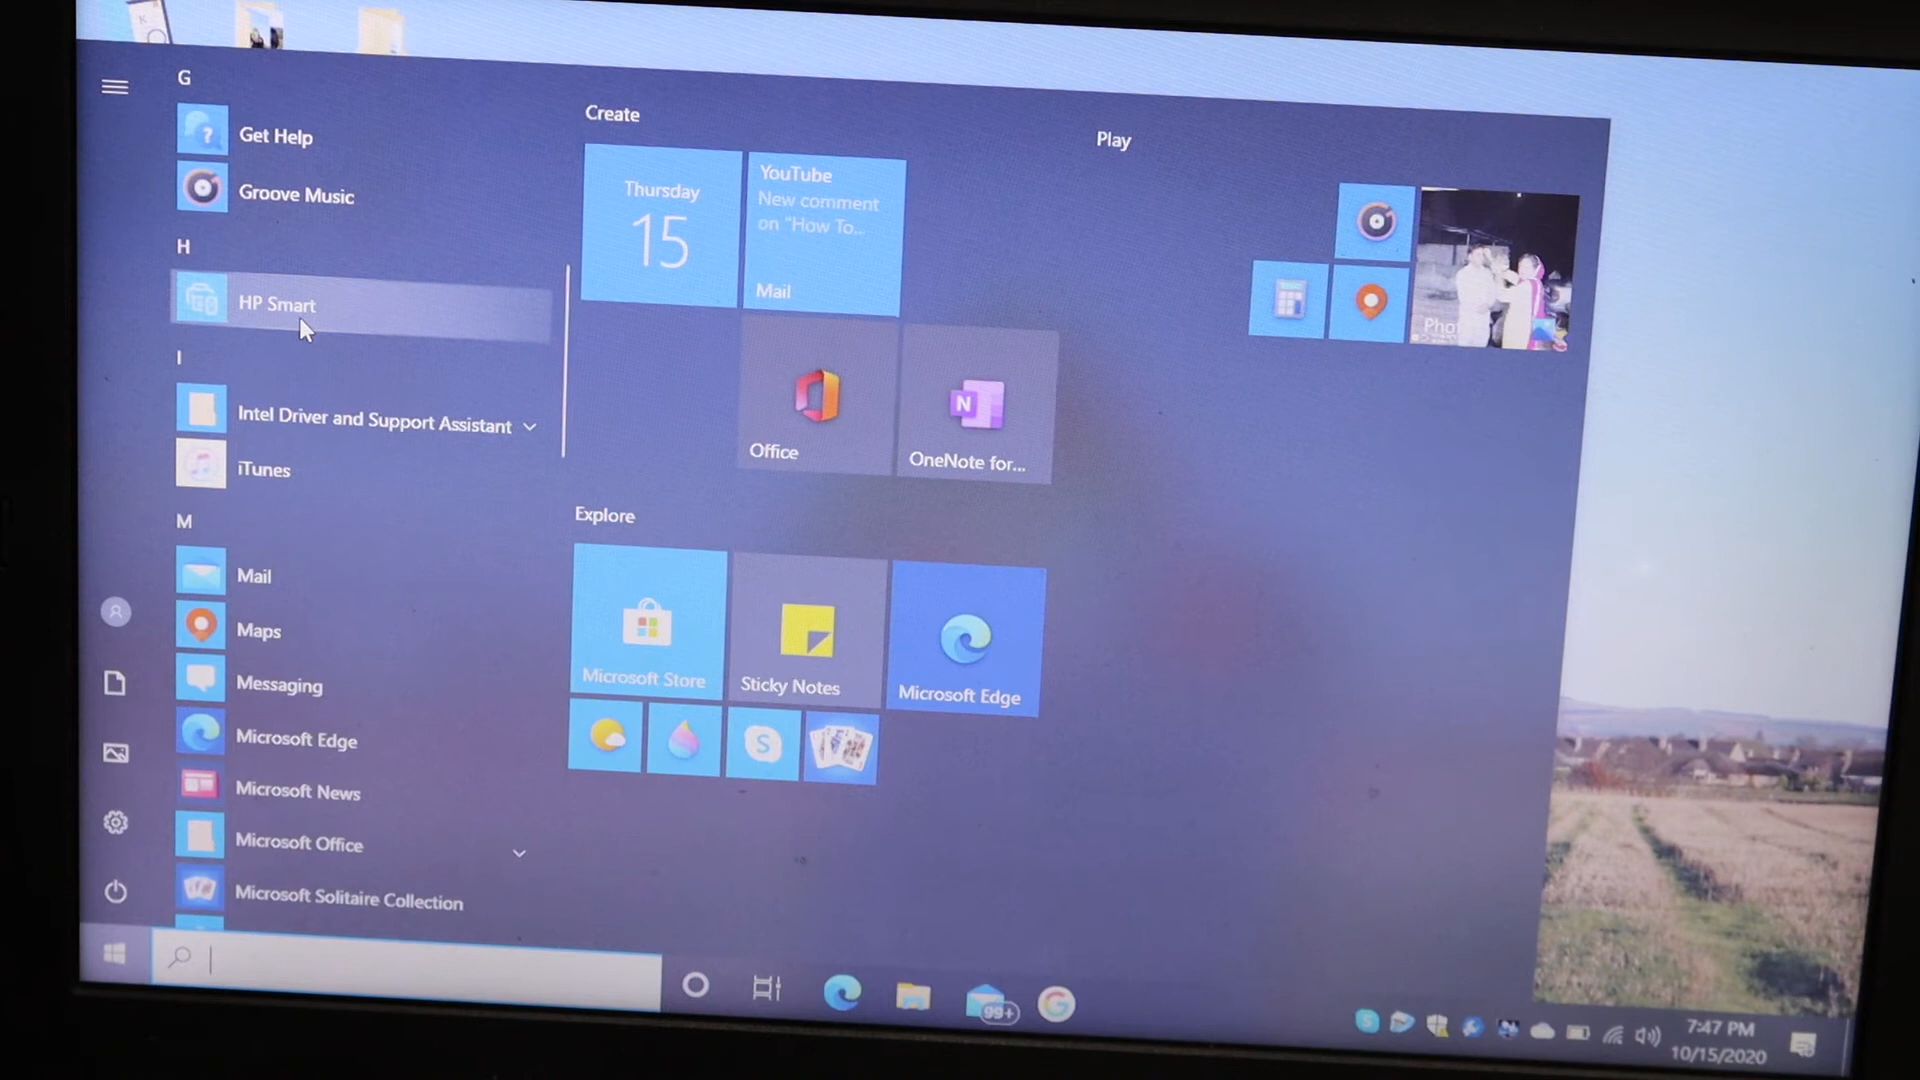 G
Get Help
Groove Music
H
HP Smart
I
Intel Driver and Support Assistant
iTunes
M
Mail
Maps
Messaging
Microsoft Edge
Microsoft News
Microsoft Office
Microsoft Solitaire Collection
Create
Thursday
15
YouTube
New comment
on "How To...
Mail
Office
OneNote for...
Explore
Microsoft Store
Sticky Notes
Microsoft Edge
Play
99+
7:47 PM
10/15/2020